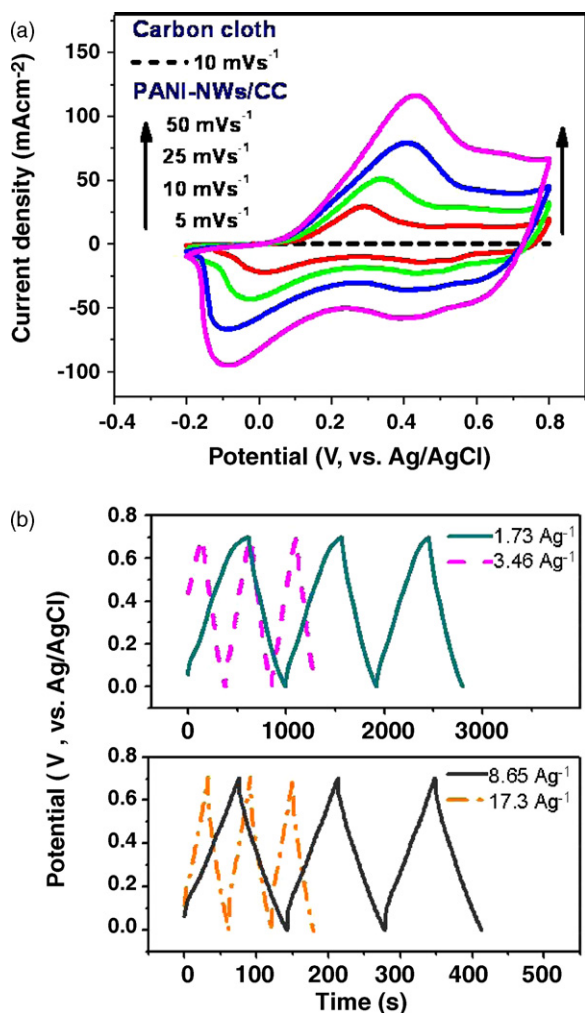 (a)
Carbon cloth
10 mVs⁻¹
PANI-NWs/CC
50 mVs⁻¹
25 mVs⁻¹
10 mVs⁻¹
5 mVs⁻¹
150
100
50
0
-50
-100
Current density (mAcm⁻²)
-0.4 -0.2 0.0 0.2 0.4 0.6 0.8
Potential (V, vs. Ag/AgCl)
(b)
0.8
0.6
0.4
0.2
0.0
1.73 Ag⁻¹
3.46 Ag⁻¹
0 1000 2000 3000
Potential ( V , vs. Ag/AgCl)
0.8
0.6
0.4
0.2
0.0
8.65 Ag⁻¹
17.3 Ag⁻¹
0 100 200 300 400 500
Time (s)